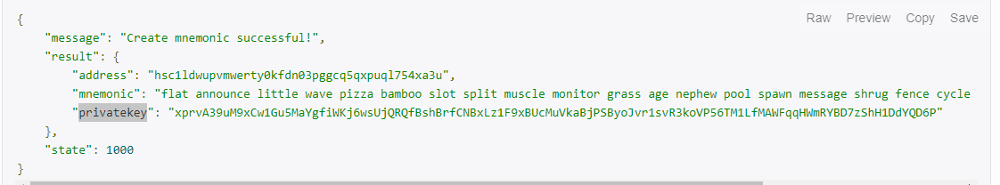 Raw Preview Copy Save
{
"message": "Create mnemonic successful!",
"result": {
"address": "hsc1ldwupvmwerty0kfdn03pggcq5qxpuql754xa3u",
"mnemonic": "flat announce little wave pizza bamboo slot split muscle monitor grass age nephew pool spawn message shrug fence cycle
"privatekey": "xprvA39uM9xCw1Gu5MaYgfiWKj6wsUjQRQfBshBrfCNBxLz1F9xBUcMuVkaBjPSByoJvr1svR3koVP56TM1LfMAWFqqHWmRYBD7zShH1DdYQD6P"
},
"state": 1000
}